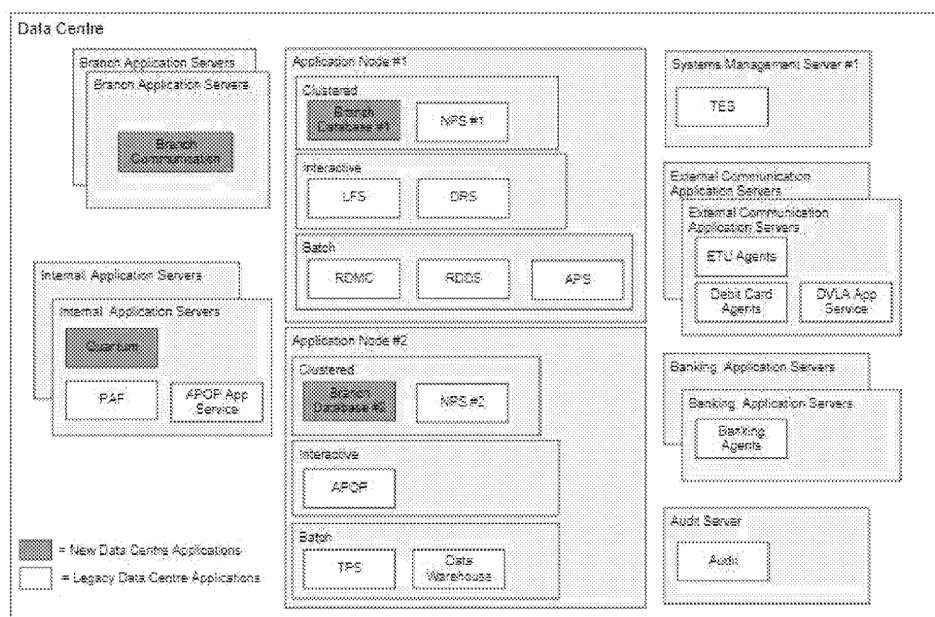 Data Centre
Branch Application Servers
Branch Application Servers
Branch
Communication
Internal Application Servers
Internal Application Servers
Quantum
PAF
APOP App
Service
Application Node #1
Clustered
Branch
Database #1
NPS #1
Interactive
LFS
DRS
Batch
RDMC
RDDS
APS
Application Node #2
Clustered
Branch
Database #2
NPS #2
Interactive
APOP
Batch
TPS
Data
Warehouse
Systems Management Server #1
TES
External Communication
Application Servers
External Communication
Application Servers
ETU Agents
Debit Card
Agents
DVLA App
Service
Banking Application Servers
Banking Application Servers
Banking
Agents
Audit Server
Audit
= New Data Centre Applications
= Legacy Data Centre Applications